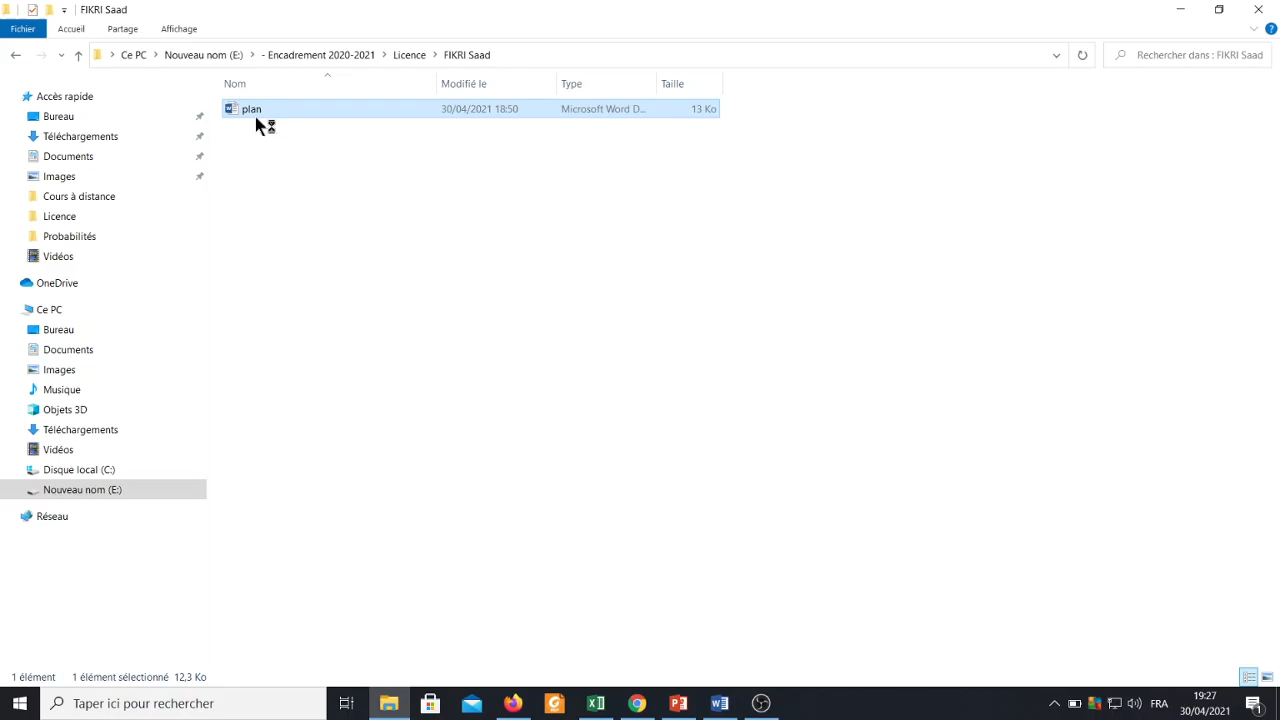 FIKRI Saad
Fichier Accueil Partage Affichage
Ce PC Nouveau nom (E:) - Encadrement 2020-2021 Licence FIKRI Saad
Rechercher dans : FIKRI Saad
Nom Modifié le Type Taille
plan 30/04/2021 18:50 Microsoft Word D... 13 Ko
Accès rapide
Bureau
Téléchargements
Documents
Images
Cours à distance
Licence
Probabilités
Vidéos
OneDrive
Ce PC
Bureau
Documents
Images
Musique
Objets 3D
Téléchargements
Vidéos
Disque local (C:)
Nouveau nom (E:)
Réseau
1 élément 1 élément sélectionné 12,3 Ko
Taper ici pour rechercher
FRA
19:27
30/04/2021
1